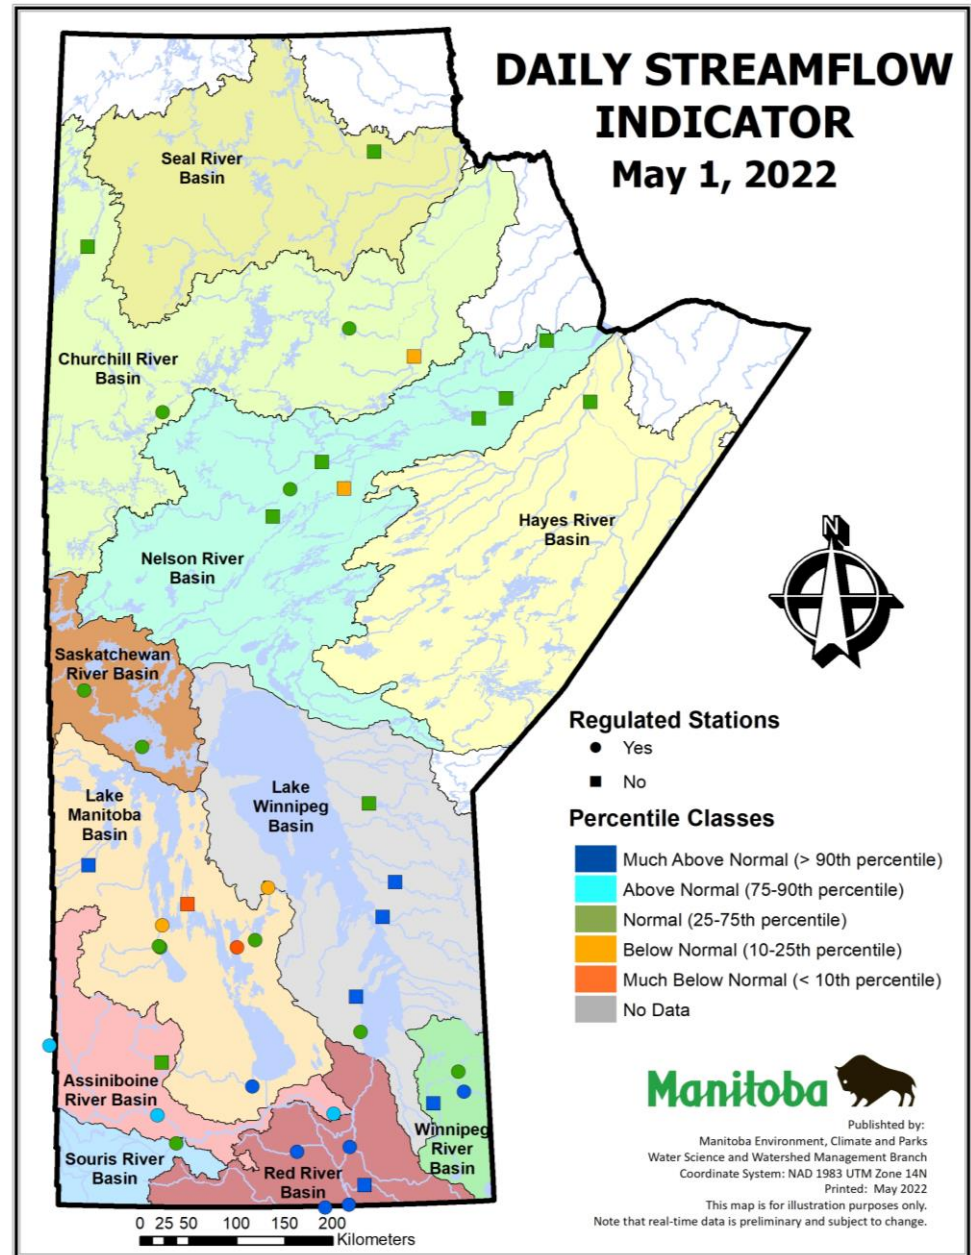 DAILY STREAMFLOW
INDICATOR
May 1, 2022
Seal River
Basin
Churchill River
Basin
Hayes River
Basin
Nelson River
Basin
N
Saskatchewan
River Basin
Lake
Manitoba
Basin
Lake
Winnipeg
Basin
Assiniboine
River Basin
Souris River
Basin
Red River
Basin
Winnipeg
River
Basin
Regulated Stations
Yes
No
Percentile Classes
Much Above Normal (> 90th percentile)
Above Normal (75-90th percentile)
Normal (25-75th percentile)
Below Normal (10-25th percentile)
Much Below Normal (< 10th percentile)
No Data
Manitoba
Publishted by:
Manitoba Environment, Climate and Parks
Water Science and Watershed Management Branch
Coordinate System: NAD 1983 UTM Zone 14N
Printed: May 2022
This map is for illustration purposes only.
Note that real-time data is preliminary and subject to change.
0 25 50 100 150 200
Kilometers